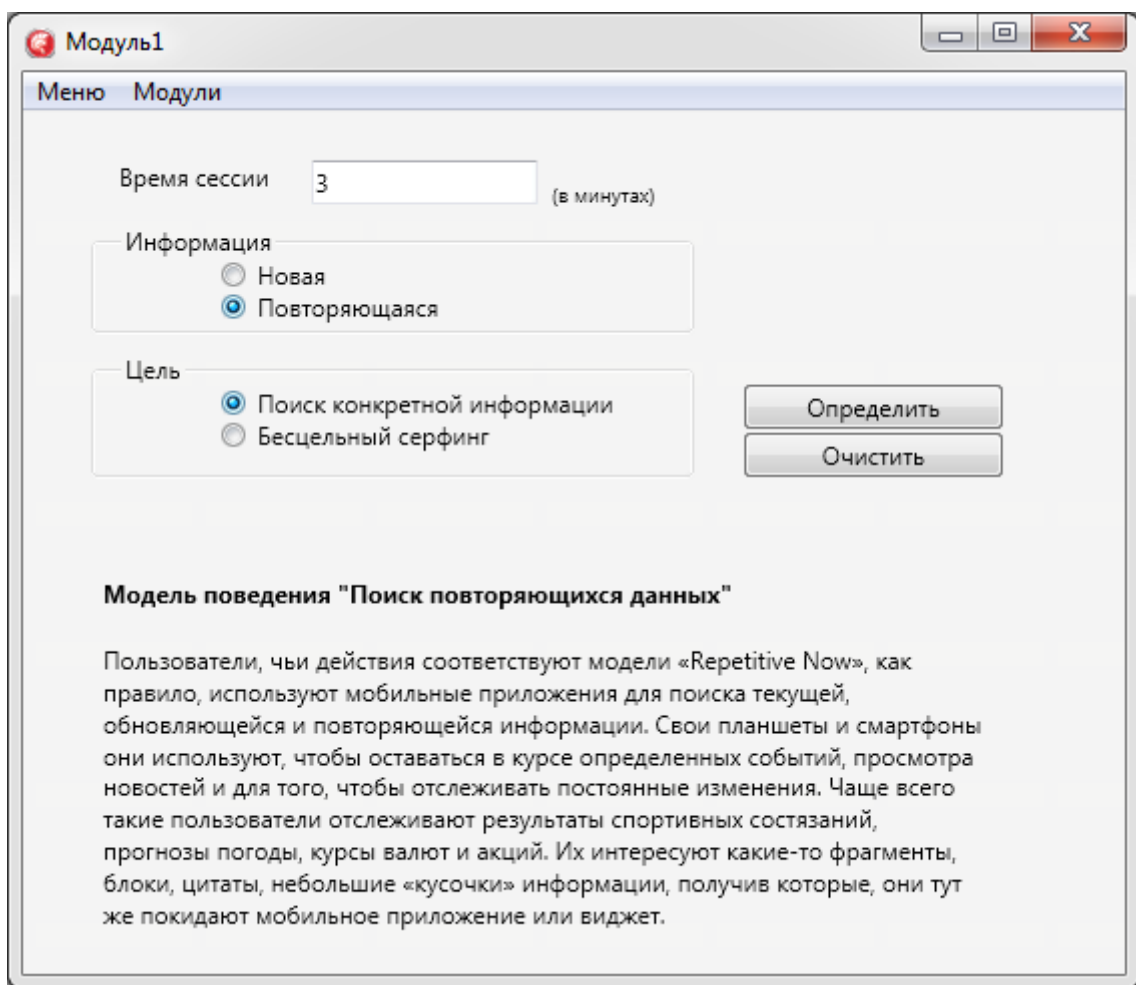 Модуль1
Меню Модули
Время сессии 3 (в минутах)
Информация
Новая
Повторяющаяся
Цель
Поиск конкретной информации
Бесцельный серфинг
Определить
Очистить
Модель поведения "Поиск повторяющихся данных"
Пользователи, чьи действия соответствуют модели «Repetitive Now», как
правило, используют мобильные приложения для поиска текущей,
обновляющейся и повторяющейся информации. Свои планшеты и смартфоны
они используют, чтобы оставаться в курсе определенных событий, просмотра
новостей и для того, чтобы отслеживать постоянные изменения. Чаще всего
такие пользователи отслеживают результаты спортивных состязаний,
прогнозы погоды, курсы валют и акций. Их интересуют какие-то фрагменты,
блоки, цитаты, небольшие «кусочки» информации, получив которые, они тут
же покидают мобильное приложение или виджет.